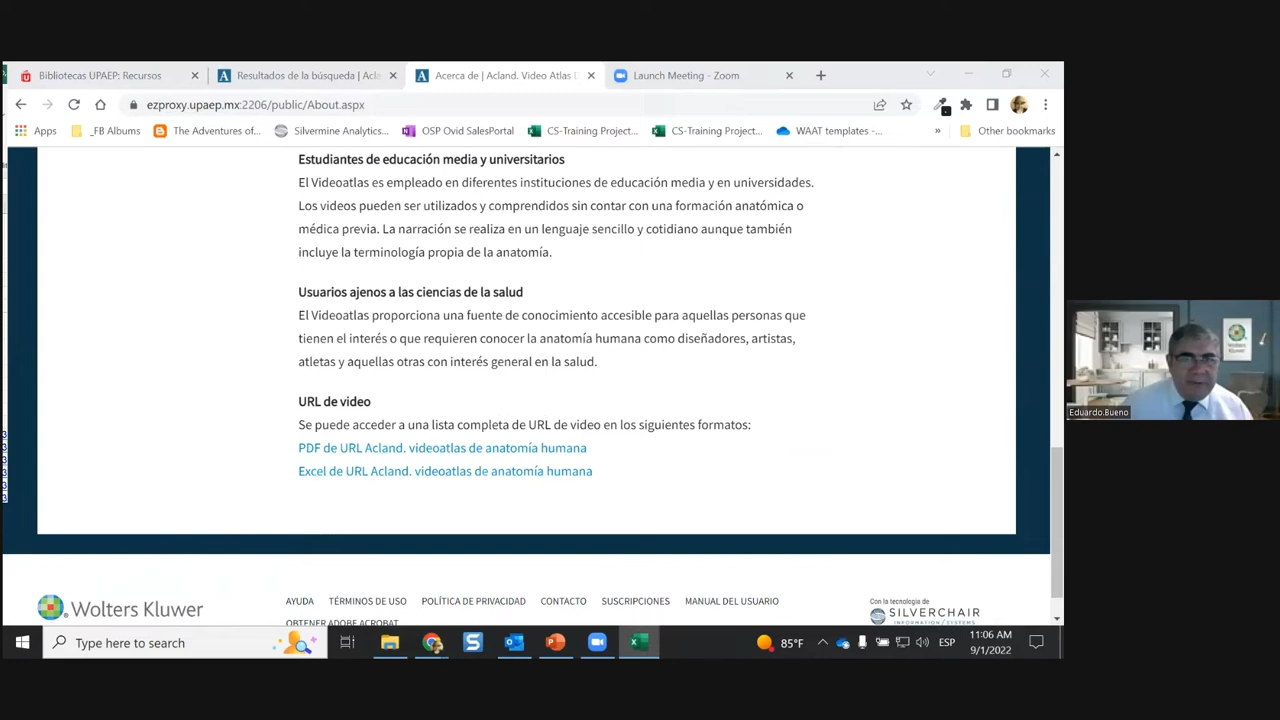 Bibliotecas UPAEP: Recursos
Resultados de la búsqueda | Acla
Acerca de | Acland. Video Atlas D
Launch Meeting - Zoom
ezproxy.upaep.mx:2206/public/About.aspx
Apps
_FB Albums
The Adventures of...
Silvermine Analytics...
OSP Ovid SalesPortal
CS-Training Project...
CS-Training Project...
WAAT templates -...
»
Other bookmarks
Estudiantes de educación media y universitarios
El Videoatlas es empleado en diferentes instituciones de educación media y en universidades.
Los videos pueden ser utilizados y comprendidos sin contar con una formación anatómica o
médica previa. La narración se realiza en un lenguaje sencillo y cotidiano aunque también
incluye la terminología propia de la anatomía.
Usuarios ajenos a las ciencias de la salud
El Videoatlas proporciona una fuente de conocimiento accesible para aquellas personas que
tienen el interés o que requieren conocer la anatomía humana como diseñadores, artistas,
atletas y aquellas otras con interés general en la salud.
URL de video
Se puede acceder a una lista completa de URL de video en los siguientes formatos:
PDF de URL Acland. videoatlas de anatomía humana
Excel de URL Acland. videoatlas de anatomía humana
Wolters Kluwer
Eduardo.Bueno
Wolters Kluwer
AYUDA TÉRMINOS DE USO POLÍTICA DE PRIVACIDAD CONTACTO SUSCRIPCIONES MANUAL DEL USUARIO
OBTENER ADOBE ACROBAT
Con la tecnología de
SILVERCHAIR
INFORMATION SYSTEMS
Type here to search
85°F
ESP
11:06 AM
9/1/2022